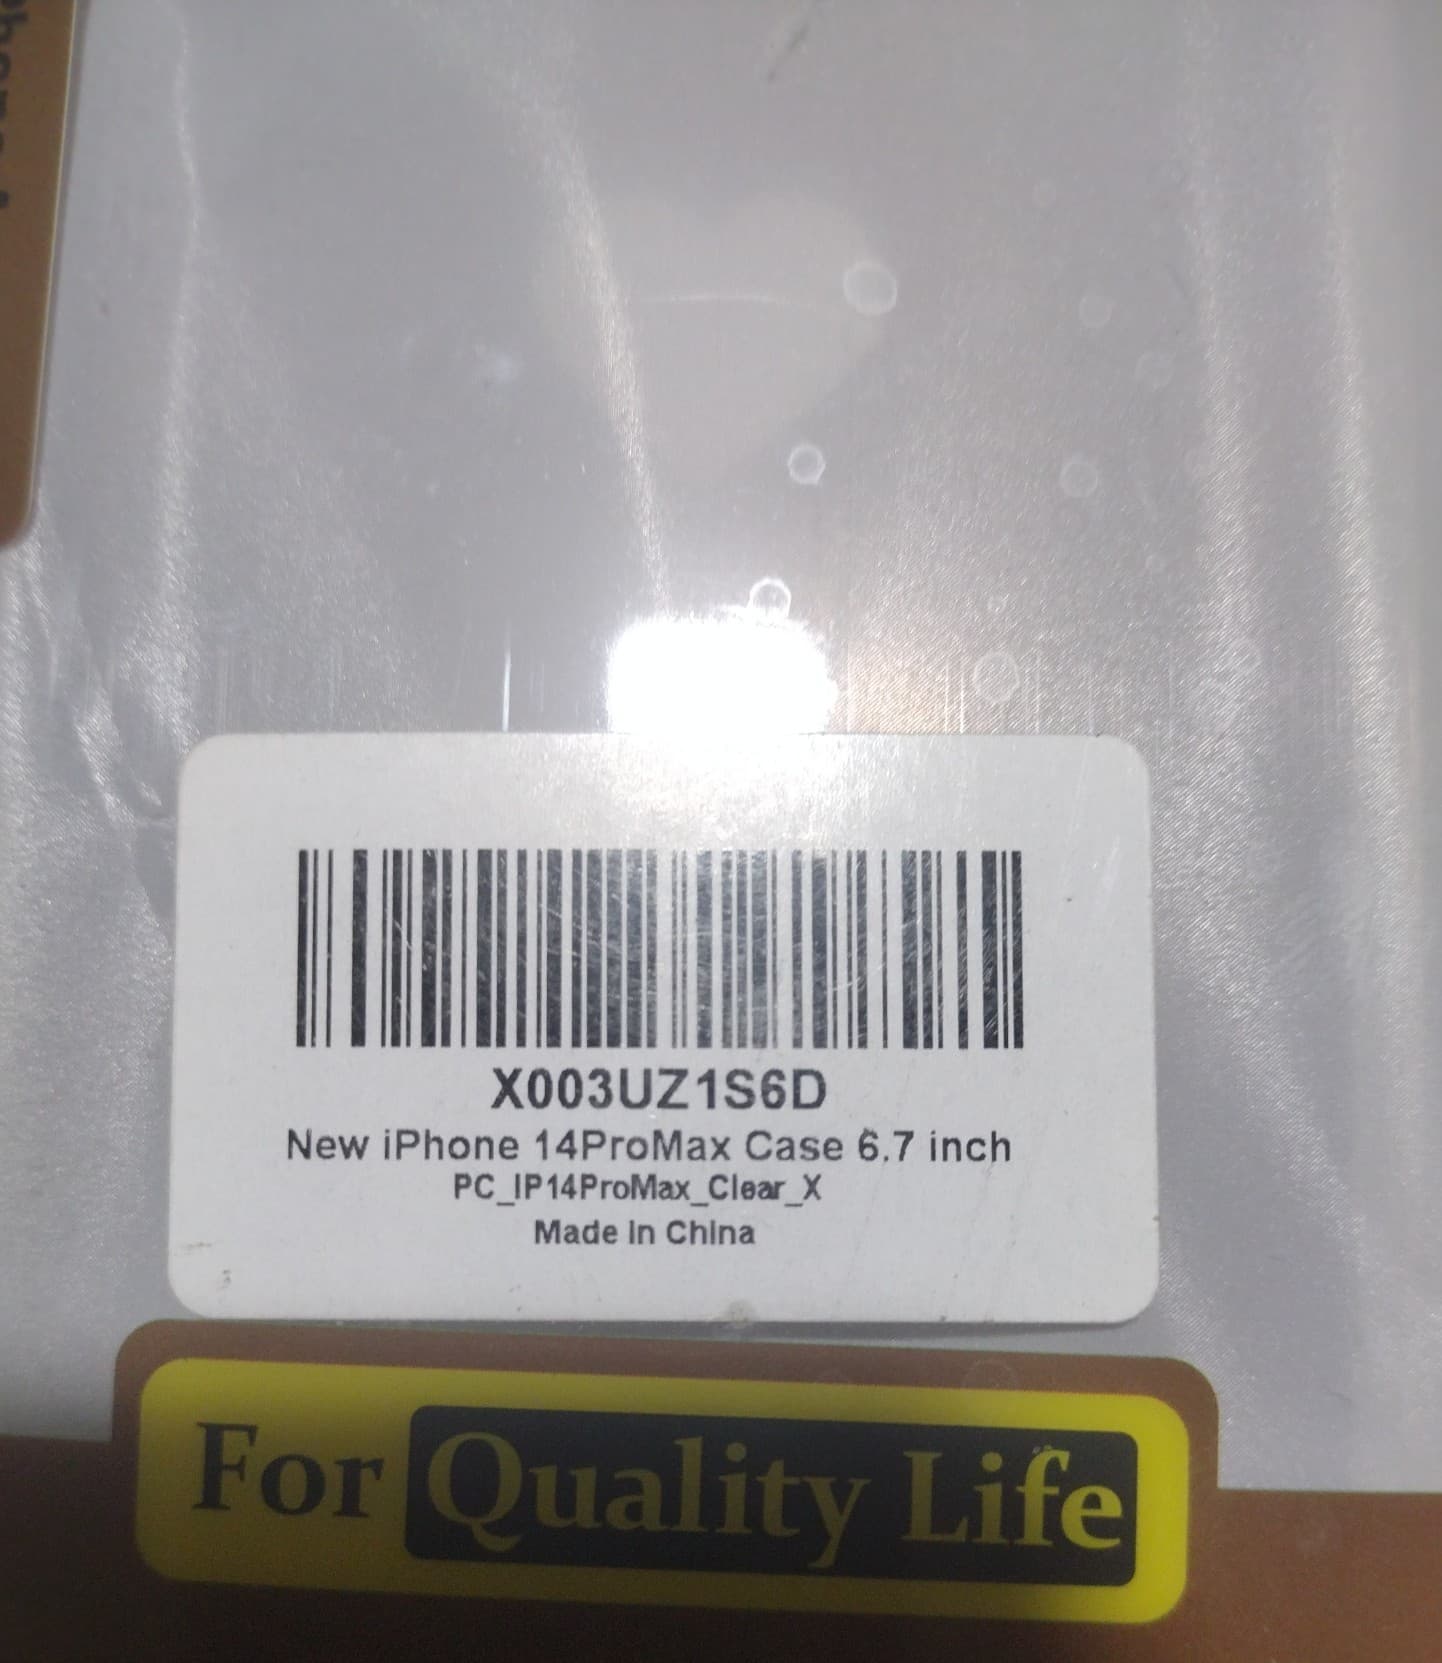 X003UZ1S6D
New iPhone 14ProMax Case 6.7 inch
PC_IP14ProMax_Clear_X
Made In China
For Quality Life